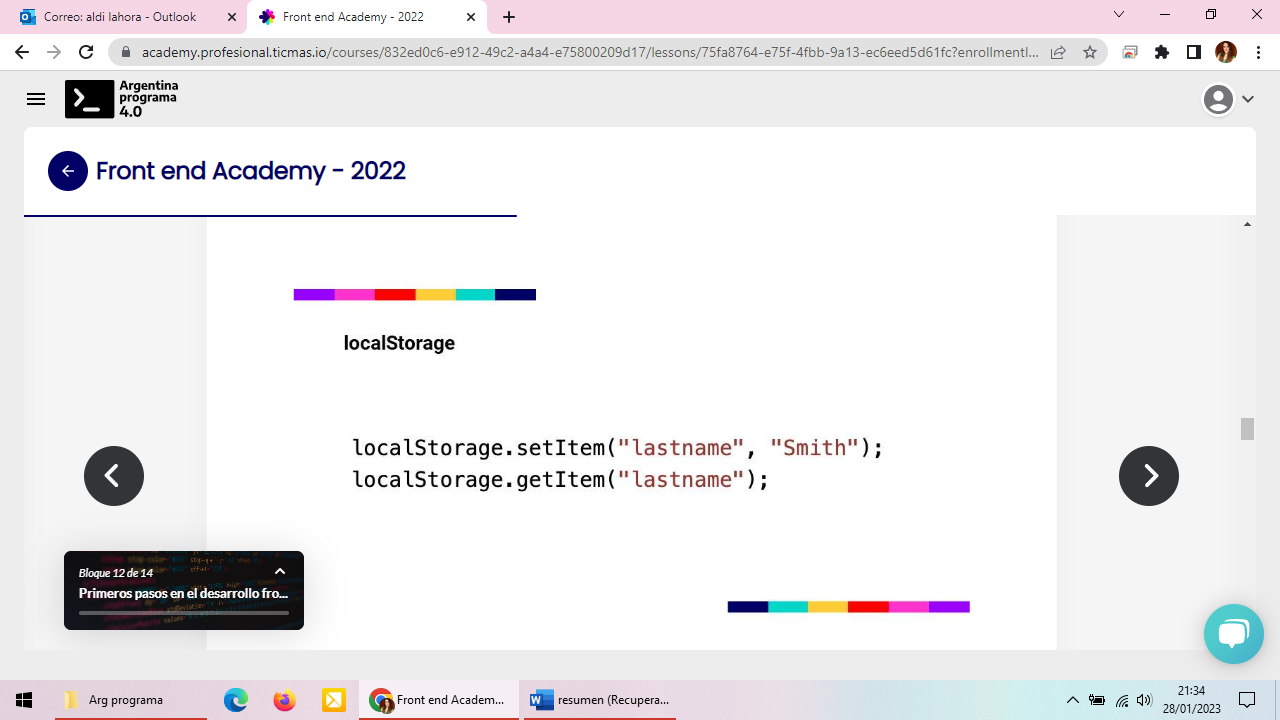 Correo: aldi lahora - Outlook
Front end Academy - 2022
academy.profesional.ticmas.io/courses/832ed0c6-e912-49c2-a4a4-e75800209d17/lessons/75fa8764-e75f-4fbb-9a13-ec6eed5d61fc?enrollmentI...
Argentina
programa
4.0
Front end Academy - 2022
localStorage
localStorage.setItem("lastname", "Smith");
localStorage.getItem("lastname");
Bloque 12 de 14
Primeros pasos en el desarrollo fro...
Arg programa
Front end Academ...
resumen (Recupera...
21:34
28/01/2023